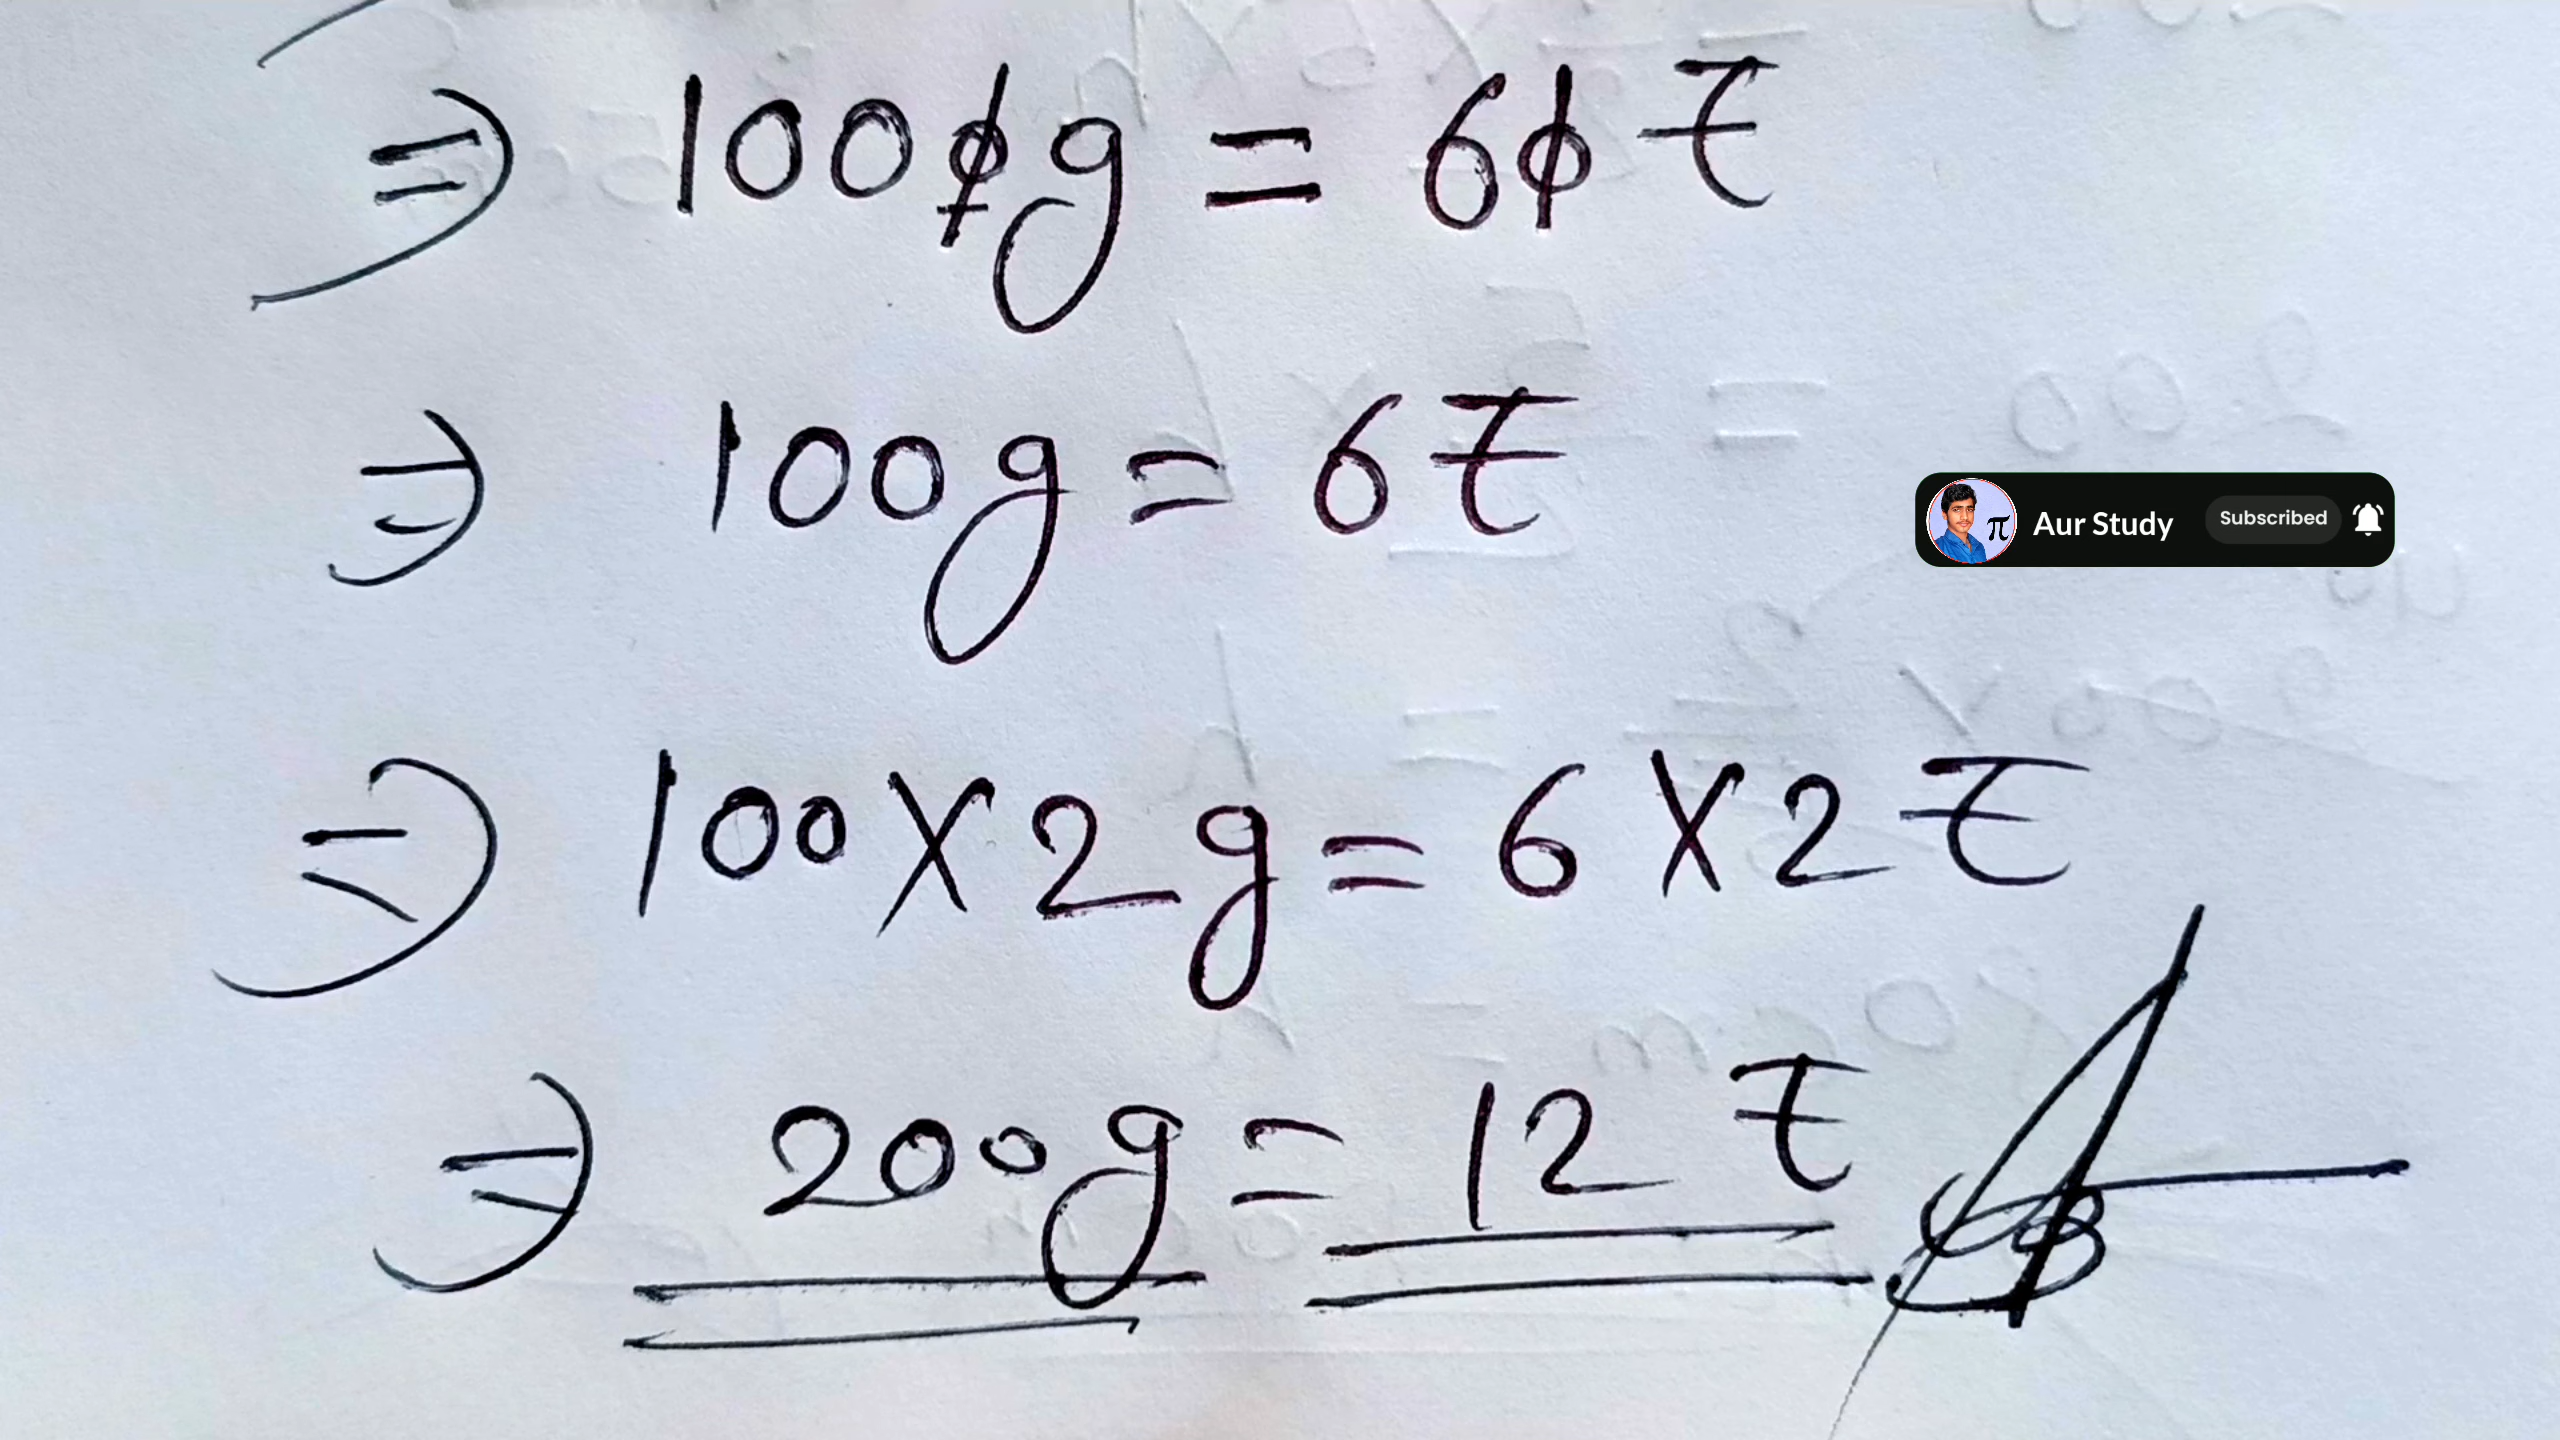 ⇒ 1000g = 60 ₹
⇒ 100g = 6 ₹
Aur Study Subscribed
π
⇒ 100 X 2 g = 6 X 2 ₹
⇒ 200g = 12 ₹